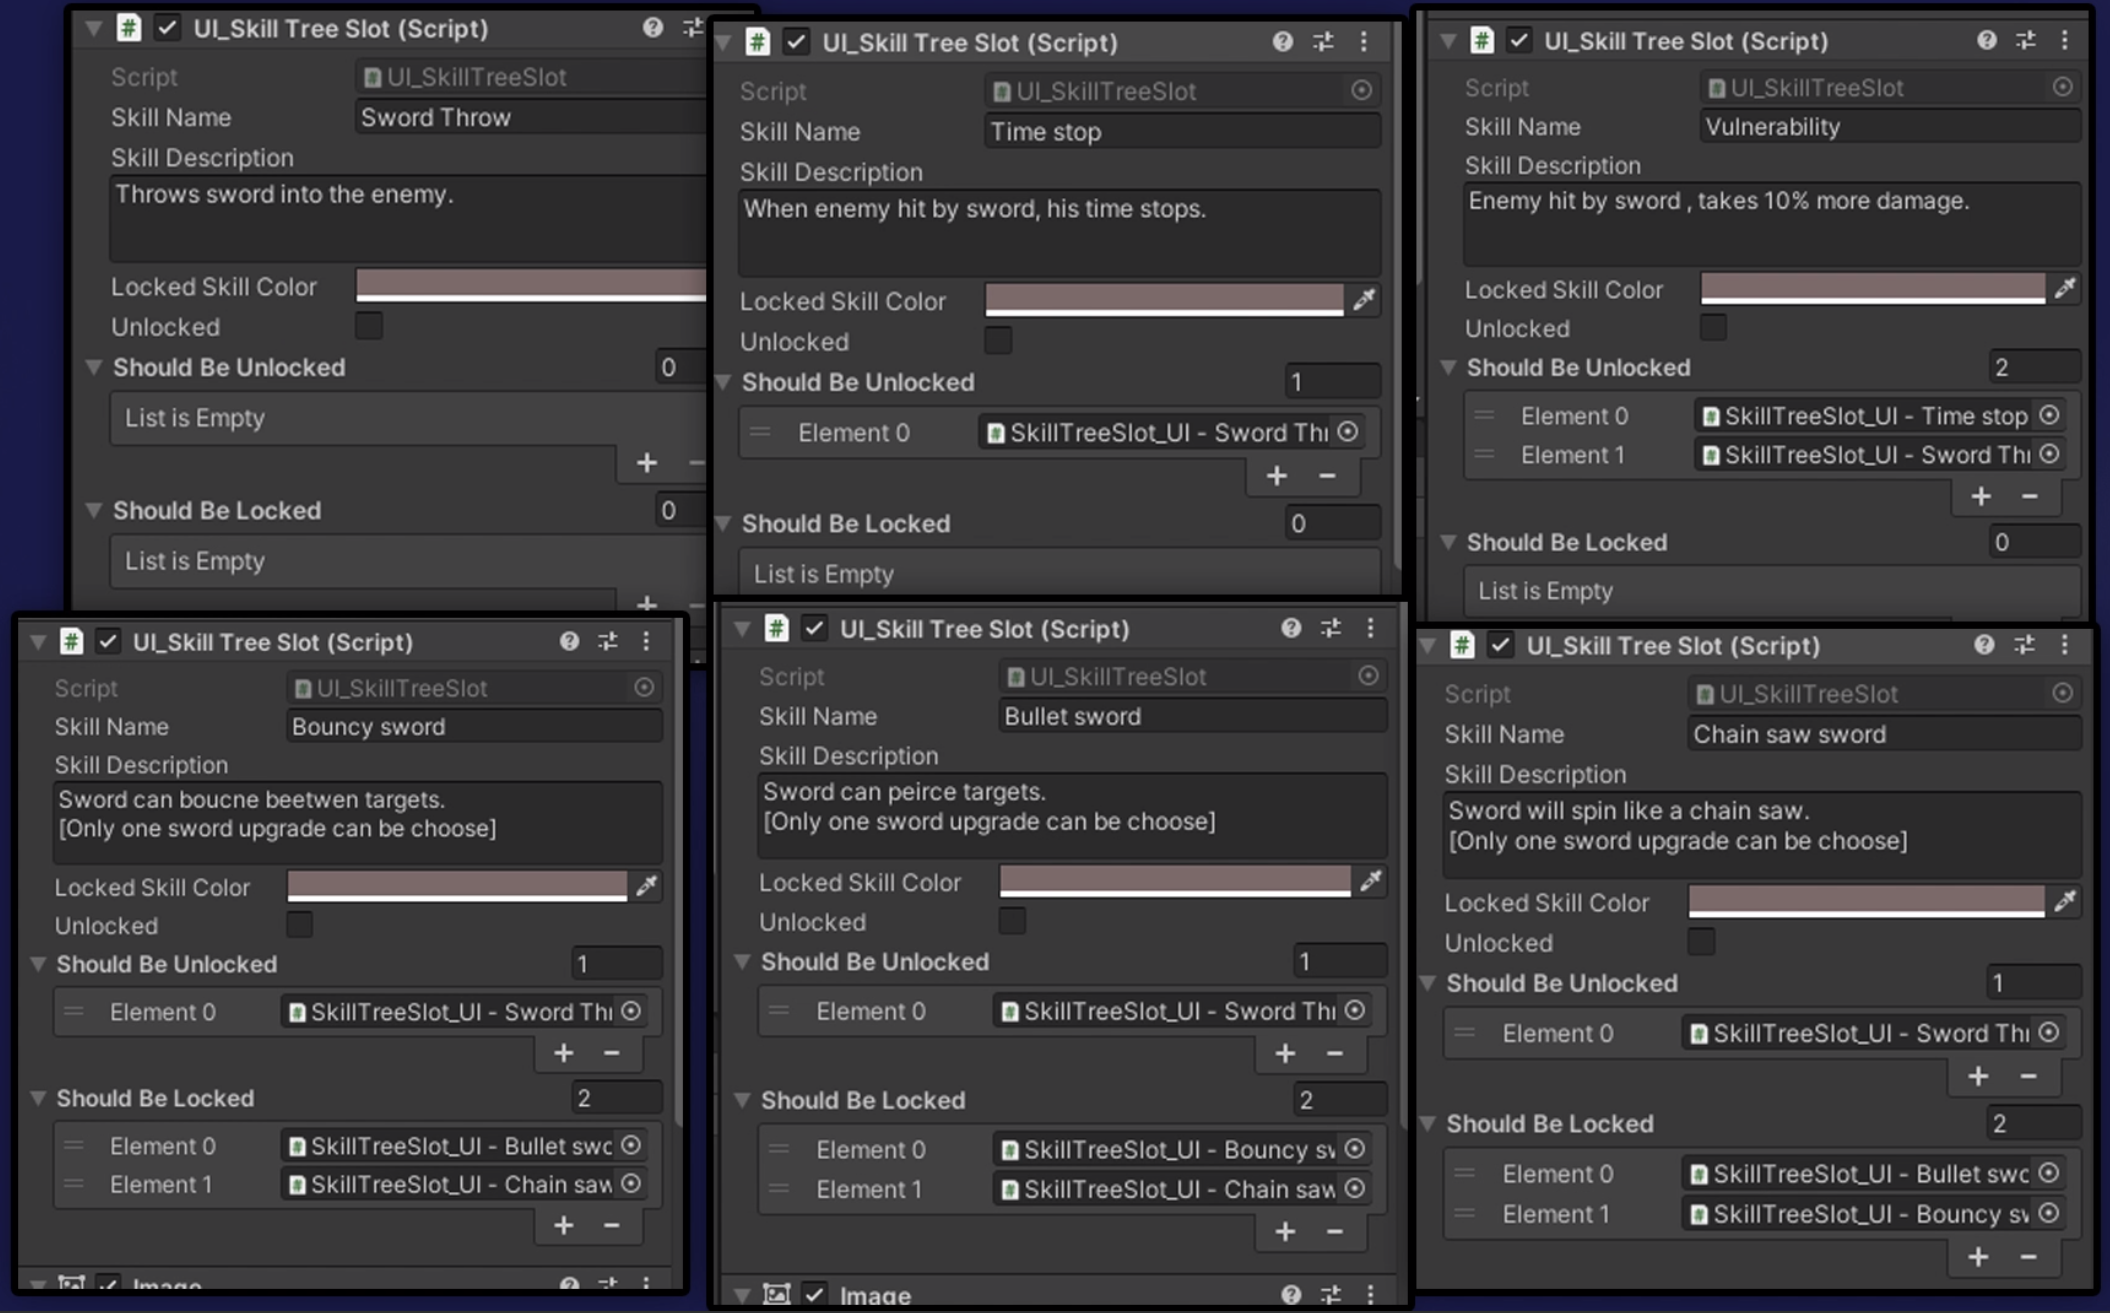 UI_Skill Tree Slot (Script)
Script UI_SkillTreeSlot
Skill Name Sword Throw
Skill Description
Throws sword into the enemy.
Locked Skill Color
Unlocked
Should Be Unlocked 0
List is Empty
+ −
Should Be Locked 0
List is Empty
+ −
UI_Skill Tree Slot (Script)
Script UI_SkillTreeSlot
Skill Name Time stop
Skill Description
When enemy hit by sword, his time stops.
Locked Skill Color
Unlocked
Should Be Unlocked 1
Element 0 SkillTreeSlot_UI - Sword Thr
+ −
Should Be Locked 0
List is Empty
UI_Skill Tree Slot (Script)
Script UI_SkillTreeSlot
Skill Name Vulnerability
Skill Description
Enemy hit by sword , takes 10% more damage.
Locked Skill Color
Unlocked
Should Be Unlocked 2
Element 0 SkillTreeSlot_UI - Time stop
Element 1 SkillTreeSlot_UI - Sword Thr
+ −
Should Be Locked 0
List is Empty
UI_Skill Tree Slot (Script)
Script UI_SkillTreeSlot
Skill Name Bouncy sword
Skill Description
Sword can boucne beetwen targets.
[Only one sword upgrade can be choose]
Locked Skill Color
Unlocked
Should Be Unlocked 1
Element 0 SkillTreeSlot_UI - Sword Thr
+ −
Should Be Locked 2
Element 0 SkillTreeSlot_UI - Bullet swo
Element 1 SkillTreeSlot_UI - Chain saw
+ −
Image
UI_Skill Tree Slot (Script)
Script UI_SkillTreeSlot
Skill Name Bullet sword
Skill Description
Sword can peirce targets.
[Only one sword upgrade can be choose]
Locked Skill Color
Unlocked
Should Be Unlocked 1
Element 0 SkillTreeSlot_UI - Sword Thr
+ −
Should Be Locked 2
Element 0 SkillTreeSlot_UI - Bouncy sw
Element 1 SkillTreeSlot_UI - Chain saw
+ −
Image
UI_Skill Tree Slot (Script)
Script UI_SkillTreeSlot
Skill Name Chain saw sword
Skill Description
Sword will spin like a chain saw.
[Only one sword upgrade can be choose]
Locked Skill Color
Unlocked
Should Be Unlocked 1
Element 0 SkillTreeSlot_UI - Sword Thr
+ −
Should Be Locked 2
Element 0 SkillTreeSlot_UI - Bullet swo
Element 1 SkillTreeSlot_UI - Bouncy sw
+ −